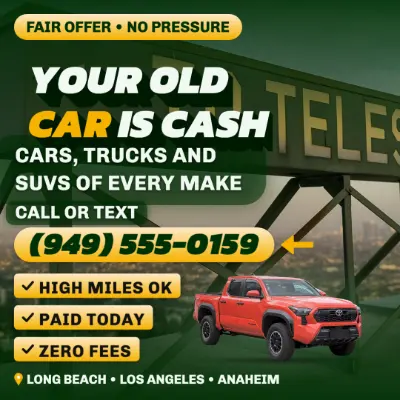 FAIR OFFER • NO PRESSURE
YOUR OLD
CAR IS CASH
CARS, TRUCKS AND
SUVS OF EVERY MAKE
CALL OR TEXT
(949) 555-0159
HIGH MILES OK
PAID TODAY
ZERO FEES
LONG BEACH • LOS ANGELES • ANAHEIM